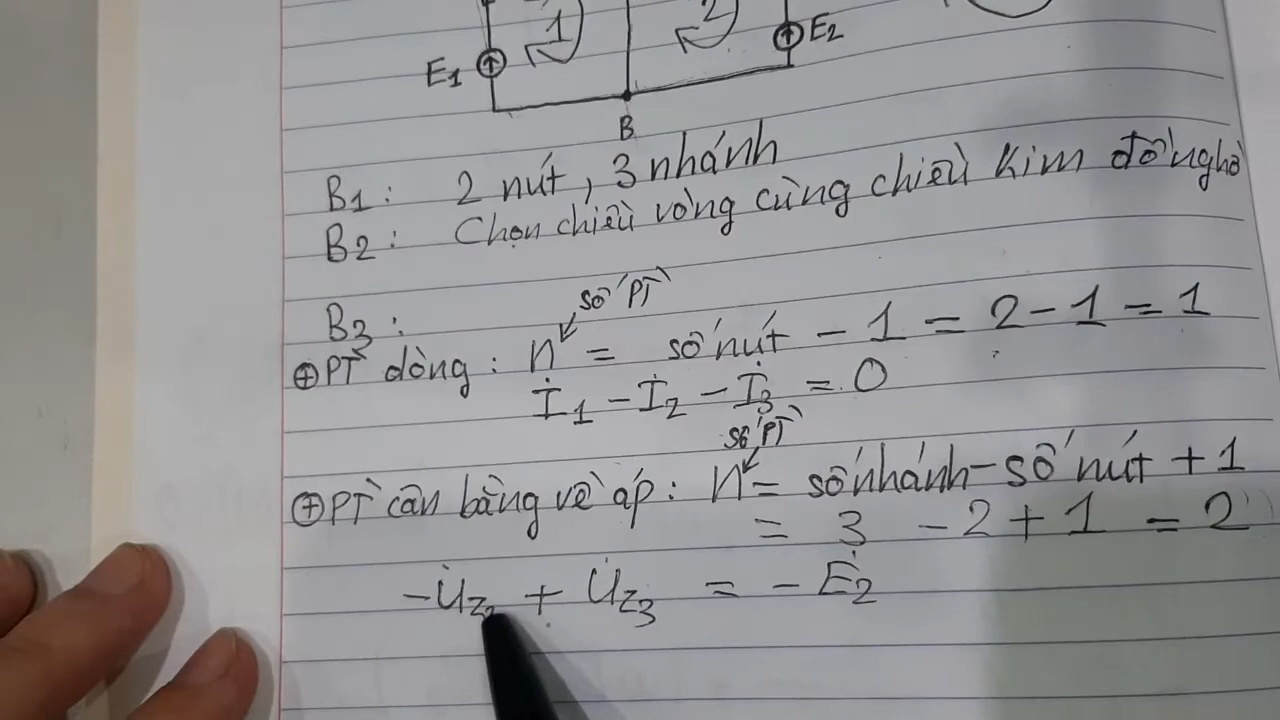 1 2
E1 E2
B
B1: 2 nút, 3 nhánh
B2: Chọn chiều vòng cùng chiều kim đồng hồ
số PT
B3:
⊕PT dòng: n = số nút - 1 = 2 - 1 = 1
İ1 - İ2 - İ3 = 0
số PT
⊕PT cân bằng về áp: n = số nhánh - số nút + 1
= 3 - 2 + 1 = 2
-U̇Z2 + U̇Z3 = -Ė2